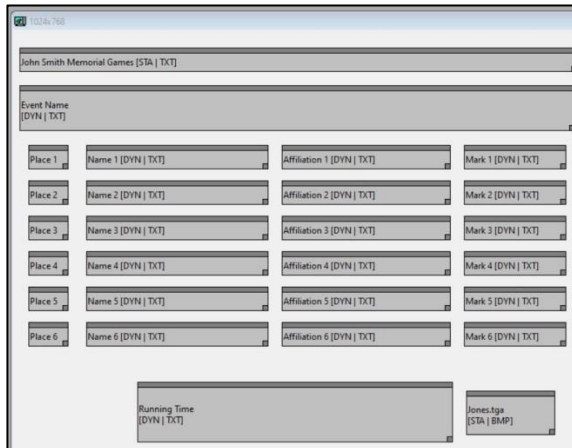 1024x768
John Smith Memorial Games [STA | TXT]
Event Name
[DYN | TXT]
Place 1 Name 1 [DYN | TXT] Affiliation 1 [DYN | TXT] Mark 1 [DYN | TXT]
Place 2 Name 2 [DYN | TXT] Affiliation 2 [DYN | TXT] Mark 2 [DYN | TXT]
Place 3 Name 3 [DYN | TXT] Affiliation 3 [DYN | TXT] Mark 3 [DYN | TXT]
Place 4 Name 4 [DYN | TXT] Affiliation 4 [DYN | TXT] Mark 4 [DYN | TXT]
Place 5 Name 5 [DYN | TXT] Affiliation 5 [DYN | TXT] Mark 5 [DYN | TXT]
Place 6 Name 6 [DYN | TXT] Affiliation 6 [DYN | TXT] Mark 6 [DYN | TXT]
Running Time
[DYN | TXT]
Jones.tga
[STA | BMP]